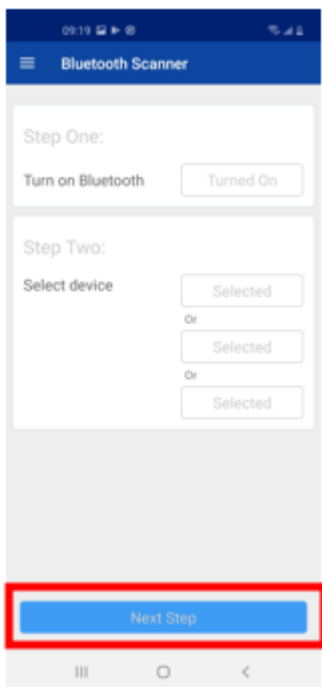 09:19
Bluetooth Scanner
Step One:
Turn on Bluetooth
Turned On
Step Two:
Select device
Selected
Or
Selected
Or
Selected
Next Step